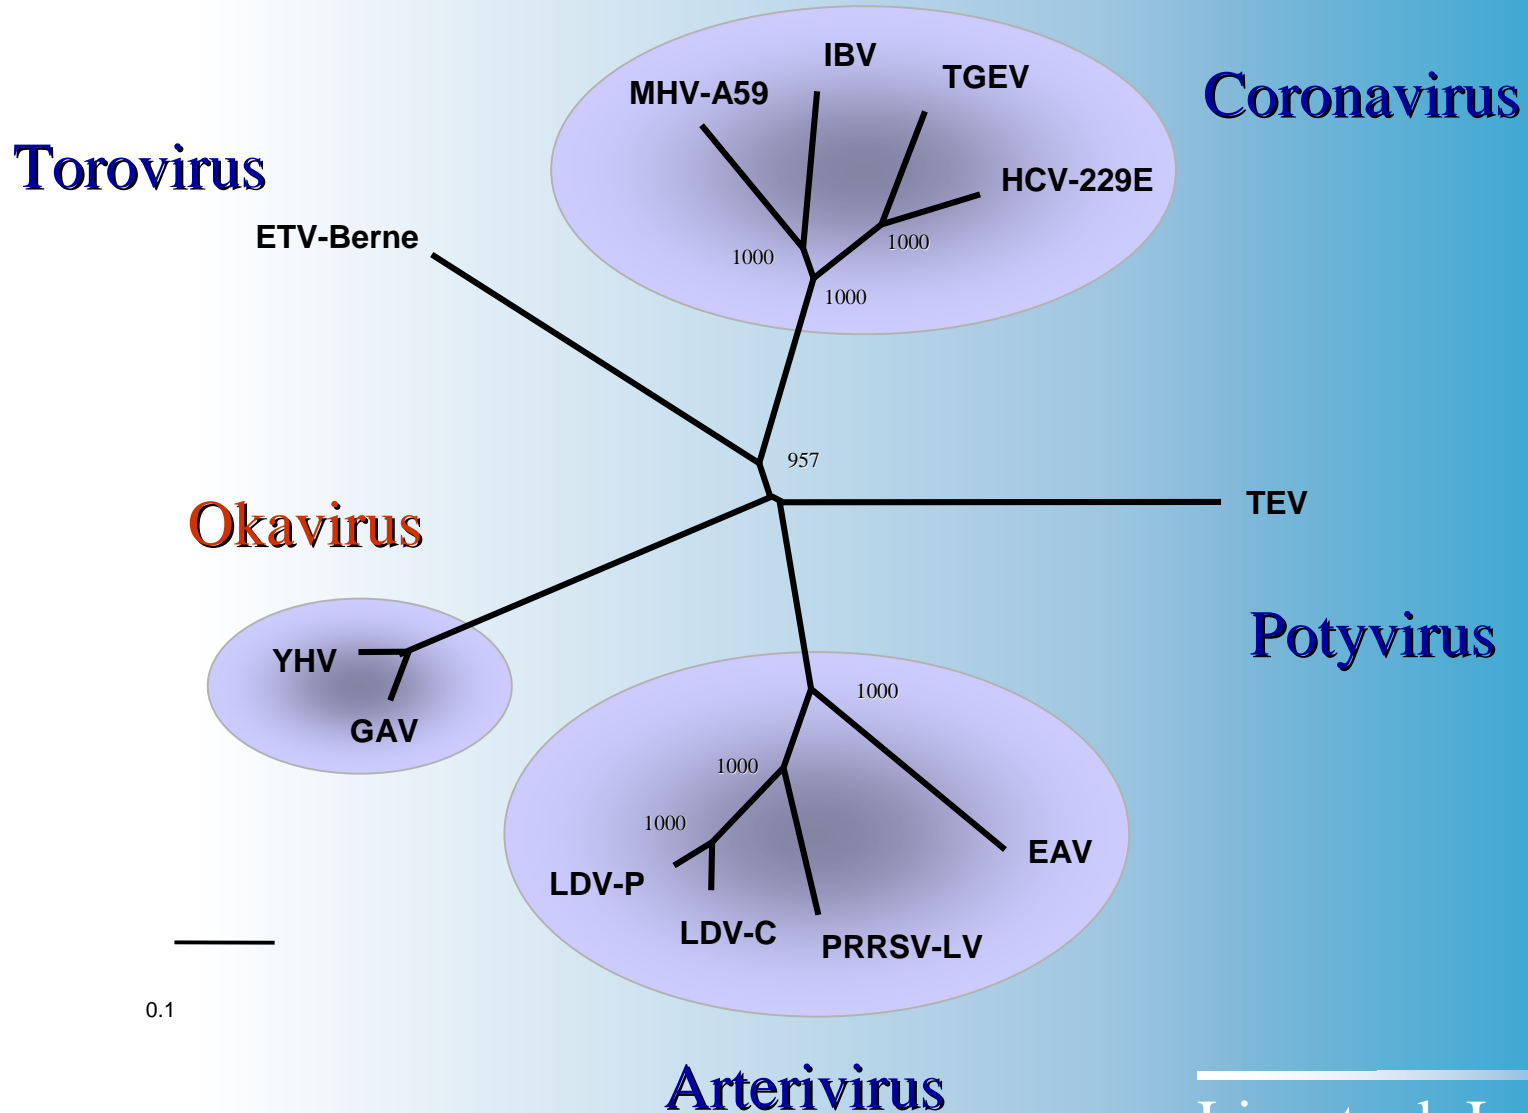 IBV
TGEV
MHV-A59
Coronavirus
Torovirus
HCV-229E
ETV-Berne
1000
1000
1000
957
TEV
Okavirus
Potyvirus
YHV
GAV
1000
1000
1000
EAV
LDV-P
LDV-C
PRRSV-LV
0.1
Arterivirus